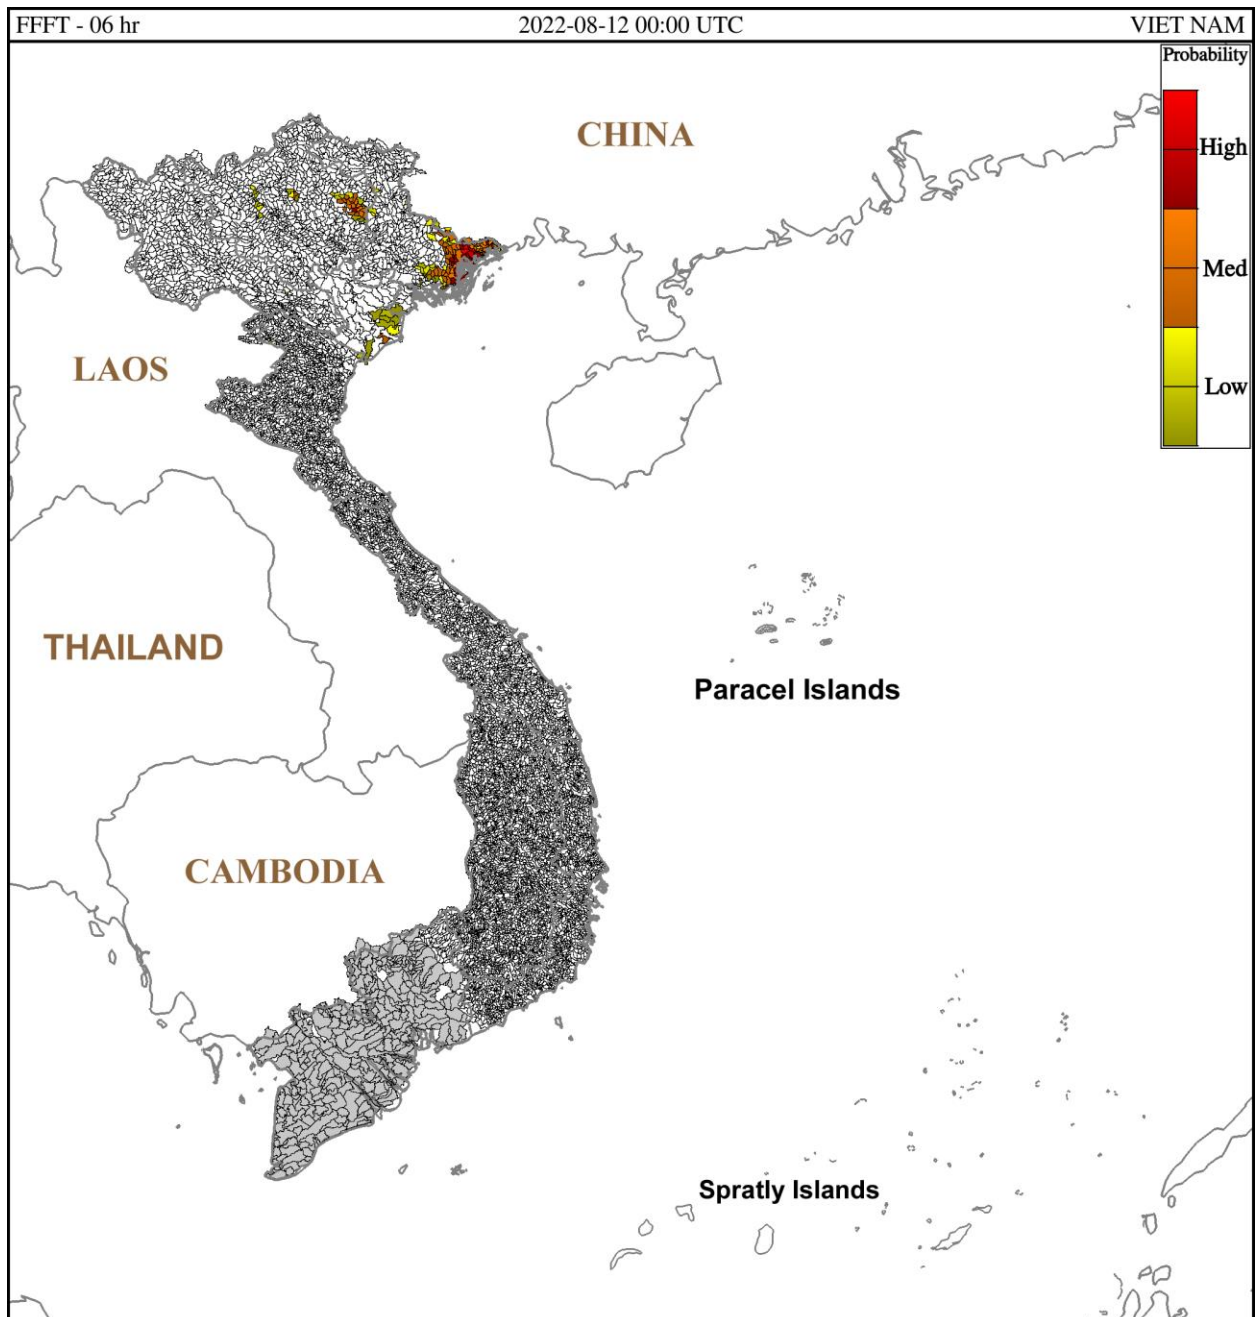 FFFT - 06 hr 2022-08-12 00:00 UTC VIET NAM
Probability
CHINA
High
Med
LAOS
Low
THAILAND
Paracel Islands
CAMBODIA
Spratly Islands